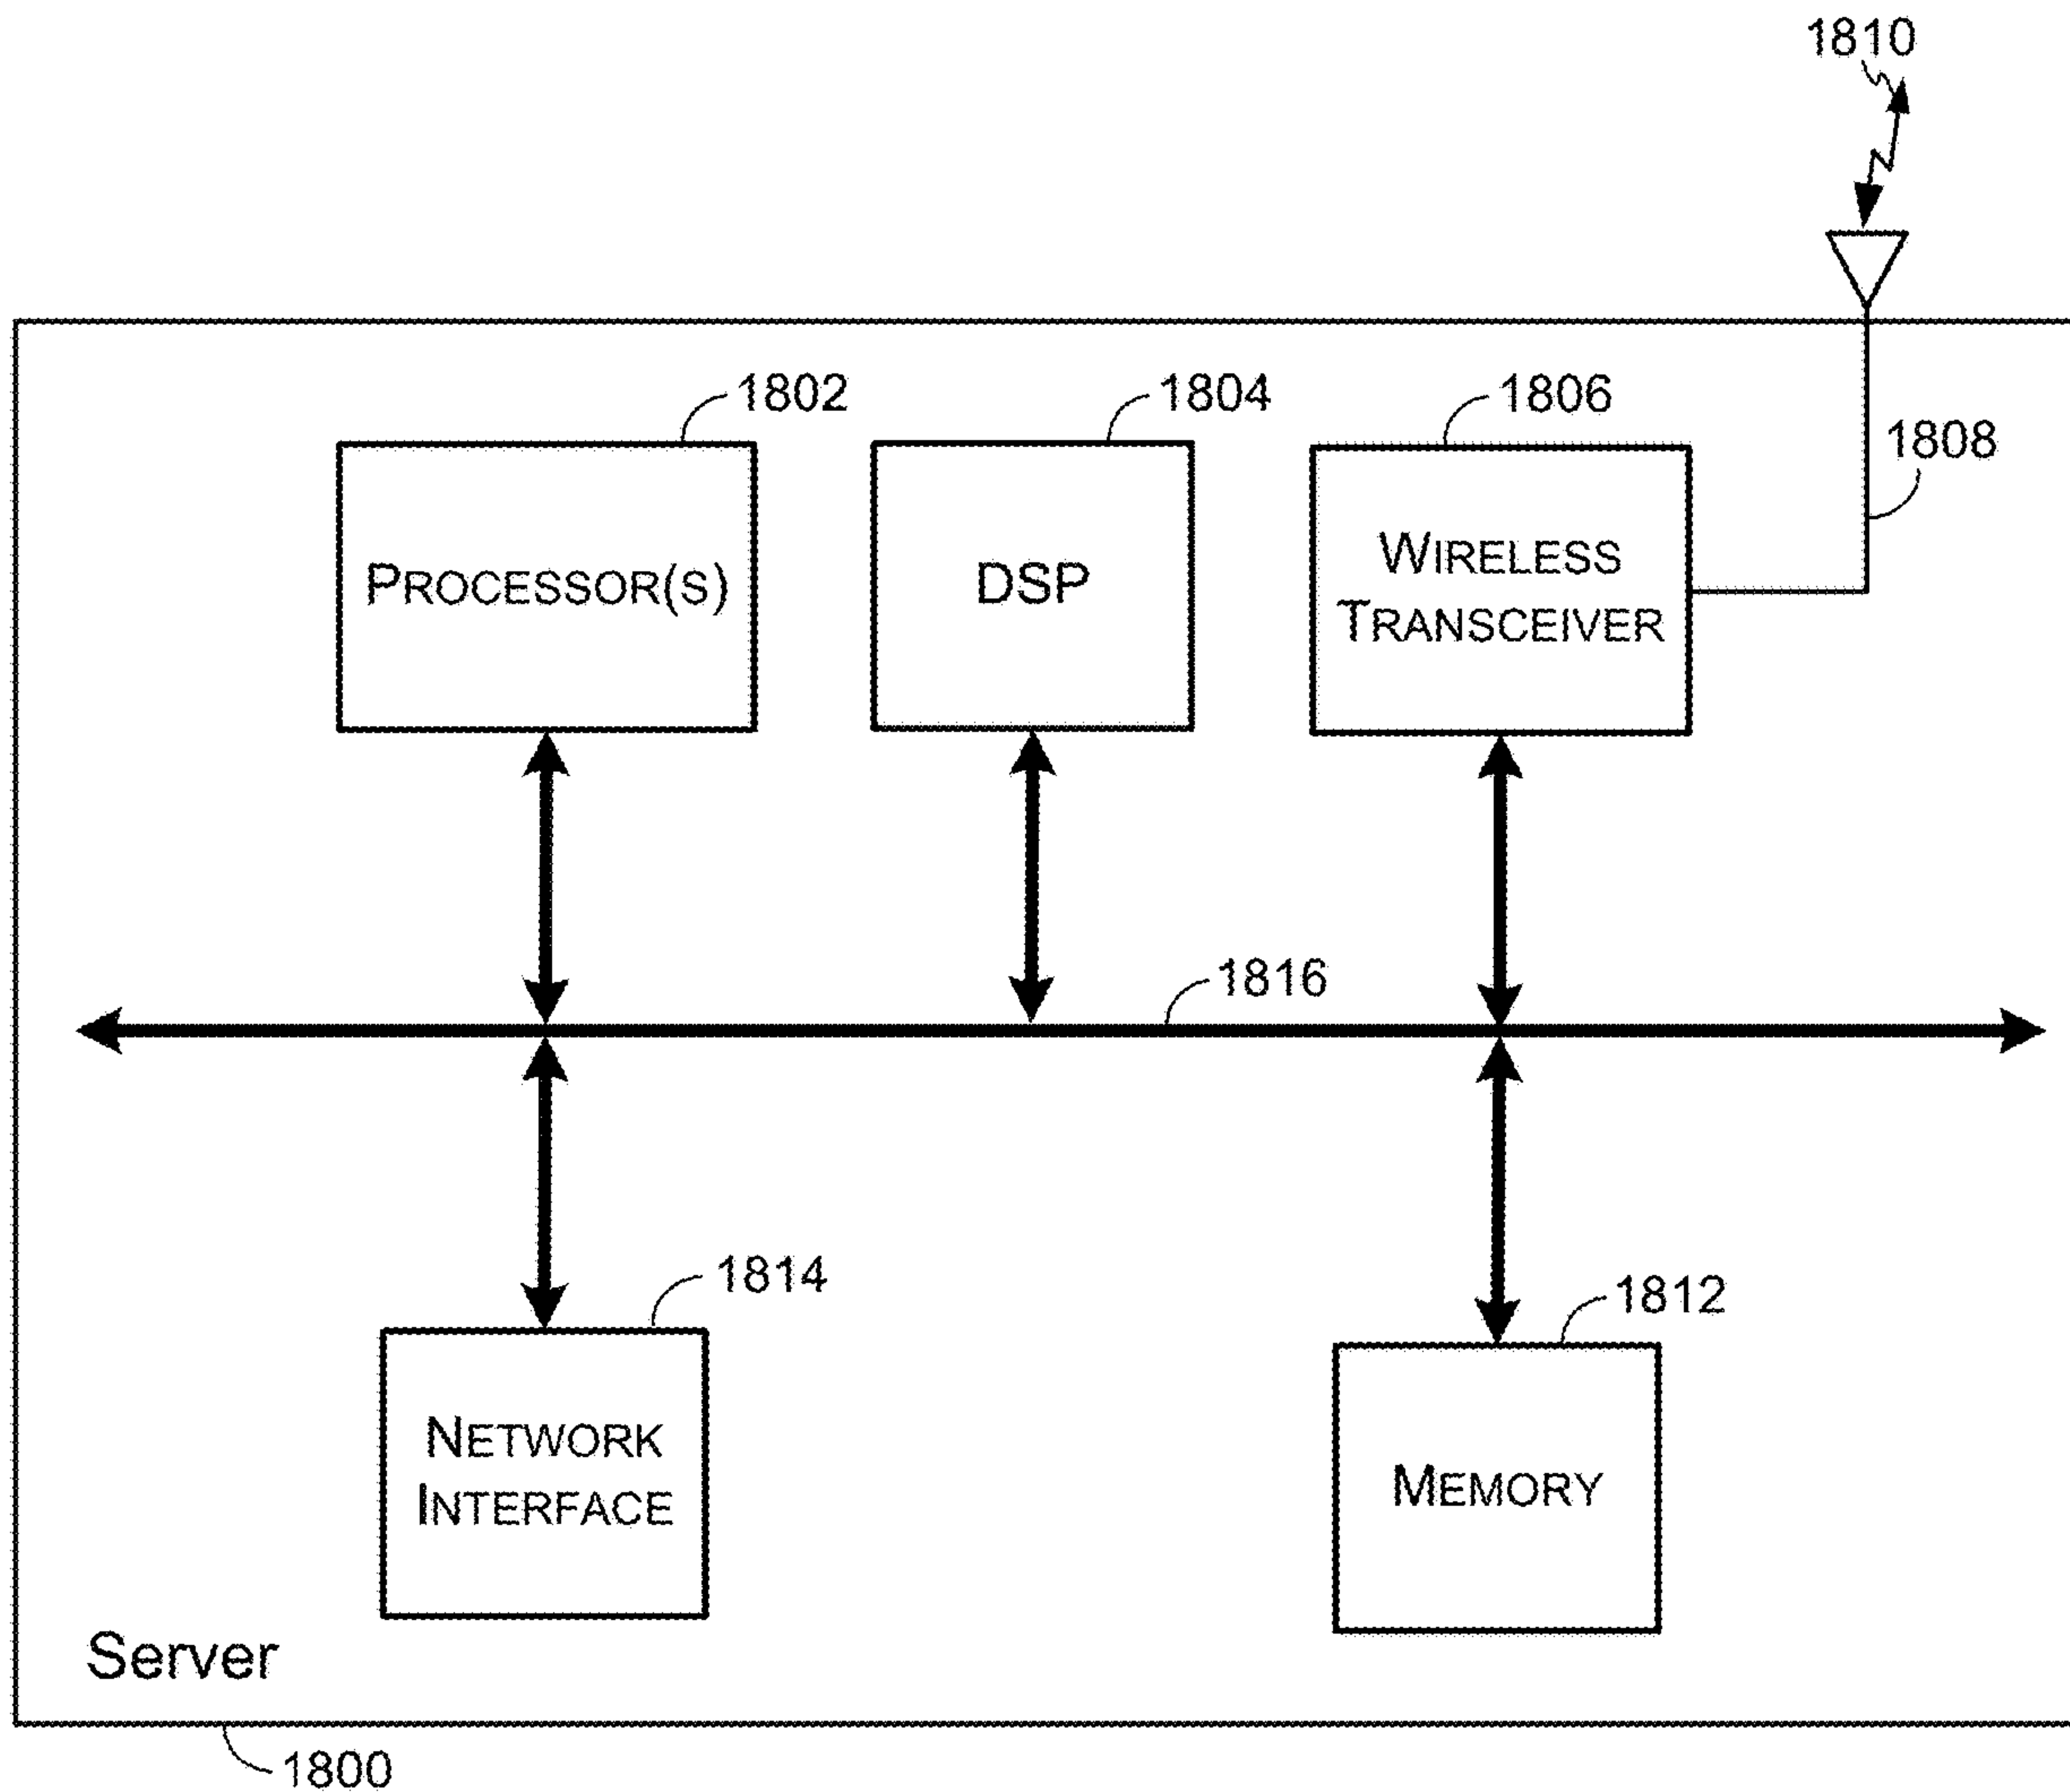 1810
1802
1804
1806
1808
PROCESSOR(S)
DSP
WIRELESS
TRANSCEIVER
1816
1814
1812
NETWORK
INTERFACE
MEMORY
Server
1800